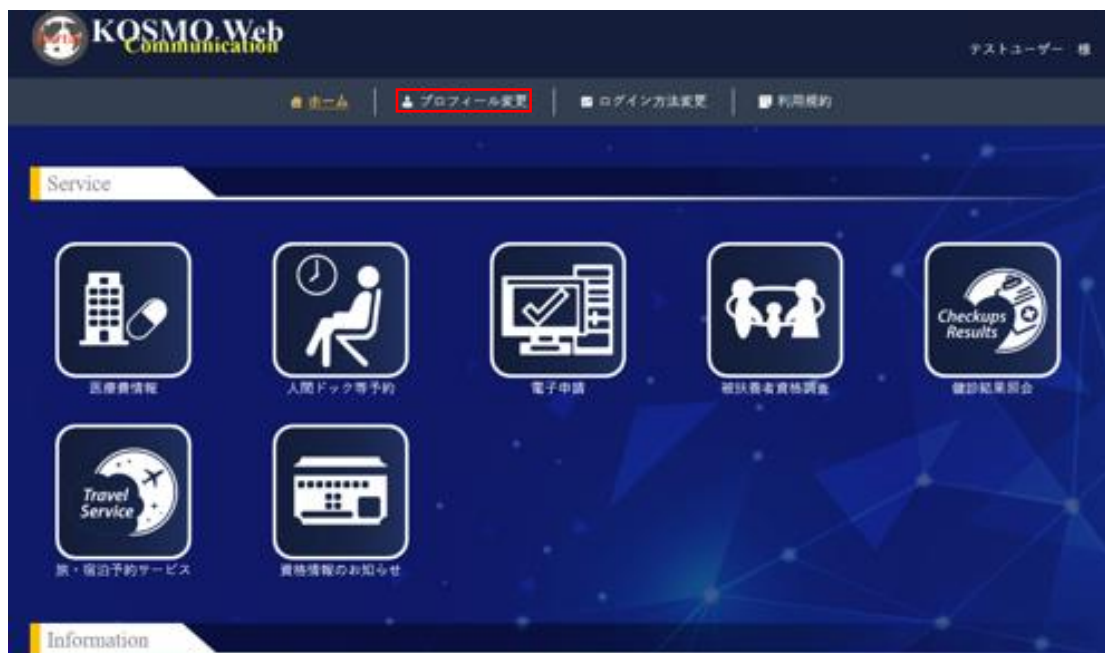 Portal
KOSMO Web
Communication
テストユーザー 様
ホーム
プロフィール変更
ログイン方法変更
利用規約
Service
Checkups
Results
医療費情報
人間ドック等予約
電子申請
被扶養者資格調査
健診結果照会
Travel
Service
旅・宿泊予約サービス
資格情報のお知らせ
Information